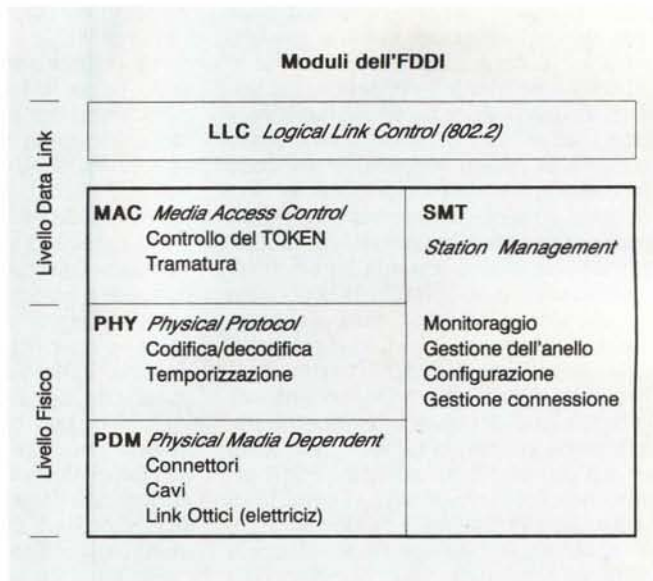 Moduli dell'FDDI
LLC Logical Link Control (802.2)
Livello Data Link
MAC Media Access Control
Controllo del TOKEN
Tramatura
SMT
Station Management
Livello Fisico
PHY Physical Protocol
Codifica/decodifica
Temporizzazione
Monitoraggio
Gestione dell'anello
Configurazione
Gestione connessione
PDM Physical Madia Dependent
Connettori
Cavi
Link Ottici (elettriciz)